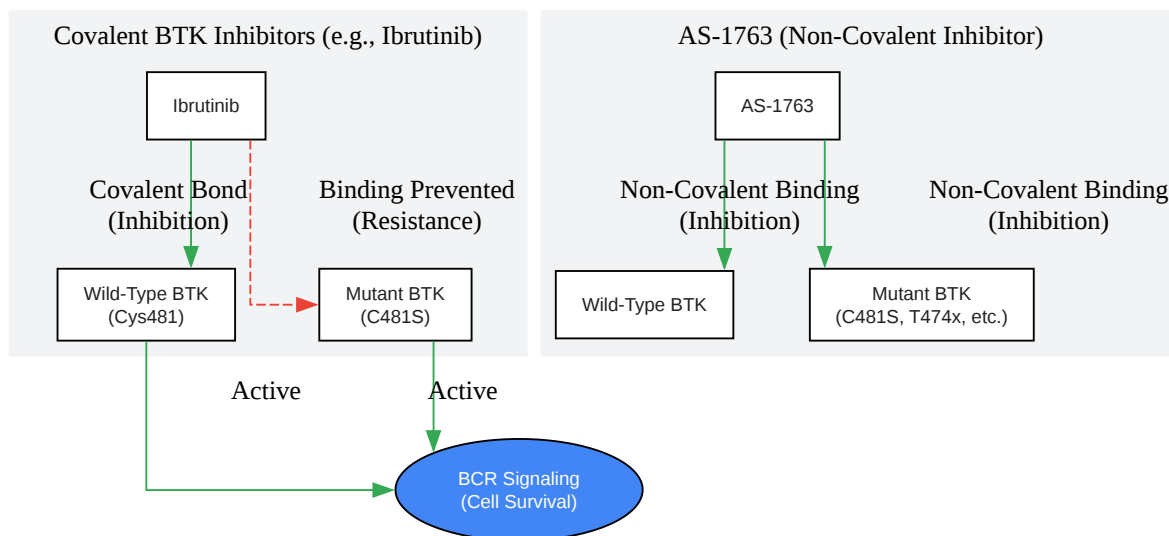 Covalent BTK Inhibitors (e.g., Ibrutinib)
Ibrutinib
Covalent Bond
(Inhibition)
Binding Prevented
(Resistance)
Wild-Type BTK
(Cys481)
Mutant BTK
(C481S)
AS-1763 (Non-Covalent Inhibitor)
AS-1763
Non-Covalent Binding
(Inhibition)
Non-Covalent Binding
(Inhibition)
Wild-Type BTK
Mutant BTK
(C481S, T474x, etc.)
Active
Active
BCR Signaling
(Cell Survival)